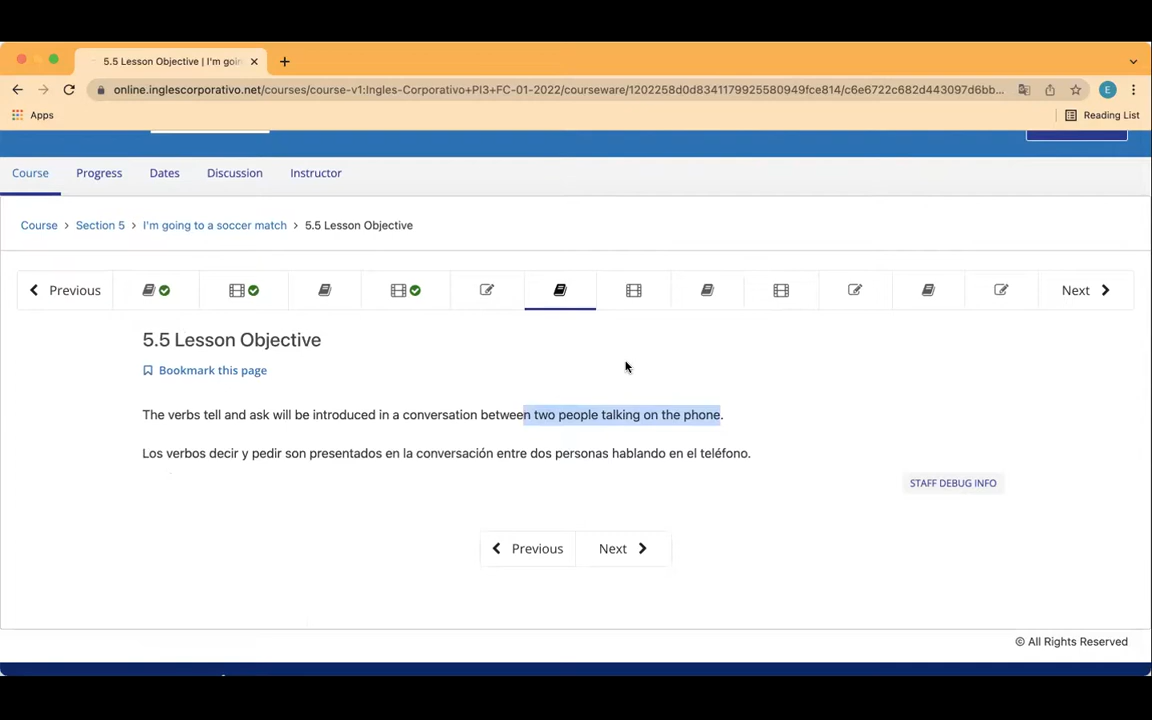 5.5 Lesson Objective | I'm goin
online.inglescorporativo.net/courses/course-v1:Ingles-Corporativo+PI3+FC-01-2022/courseware/1202258d0d8341179925580949fce814/c6e6722c682d443097d6bb...
E
Apps
Reading List
Course
Progress
Dates
Discussion
Instructor
Course > Section 5 > I'm going to a soccer match > 5.5 Lesson Objective
Previous
Next
5.5 Lesson Objective
Bookmark this page
The verbs tell and ask will be introduced in a conversation between two people talking on the phone.
Los verbos decir y pedir son presentados en la conversación entre dos personas hablando en el teléfono.
STAFF DEBUG INFO
Previous
Next
© All Rights Reserved